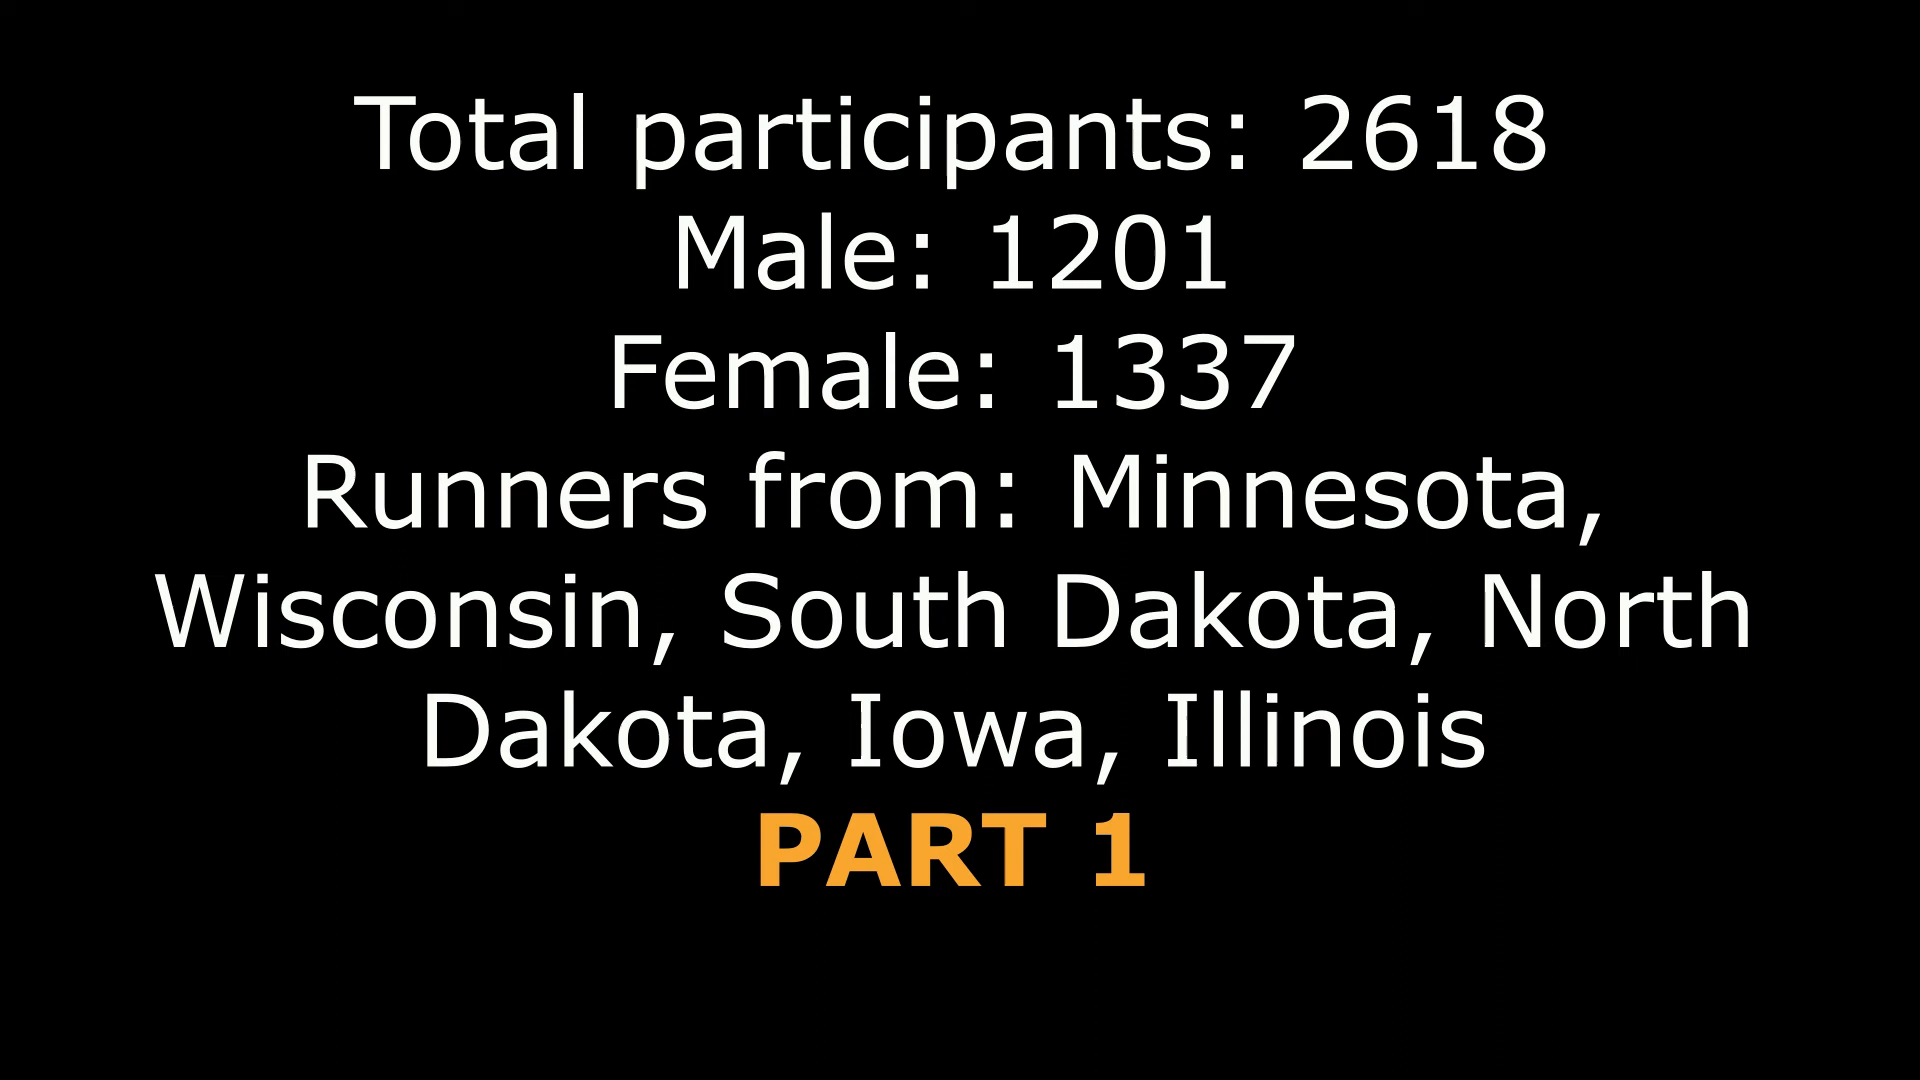 Total participants: 2618
Male: 1201
Female: 1337
Runners from: Minnesota,
Wisconsin, South Dakota, North
Dakota, Iowa, Illinois
PART 1